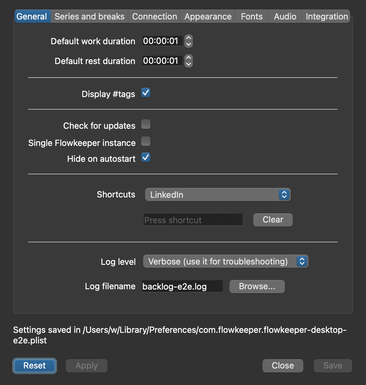 General Series and breaks Connection Appearance Fonts Audio Integration
Default work duration 00:00:01
Default rest duration 00:00:01
Display #tags
Check for updates
Single Flowkeeper instance
Hide on autostart
Shortcuts LinkedIn
Press shortcut Clear
Log level Verbose (use it for troubleshooting)
Log filename backlog-e2e.log Browse...
Settings saved in /Users/w/Library/Preferences/com.flowkeeper.flowkeeper-desktop-
e2e.plist
Reset Apply Close Save